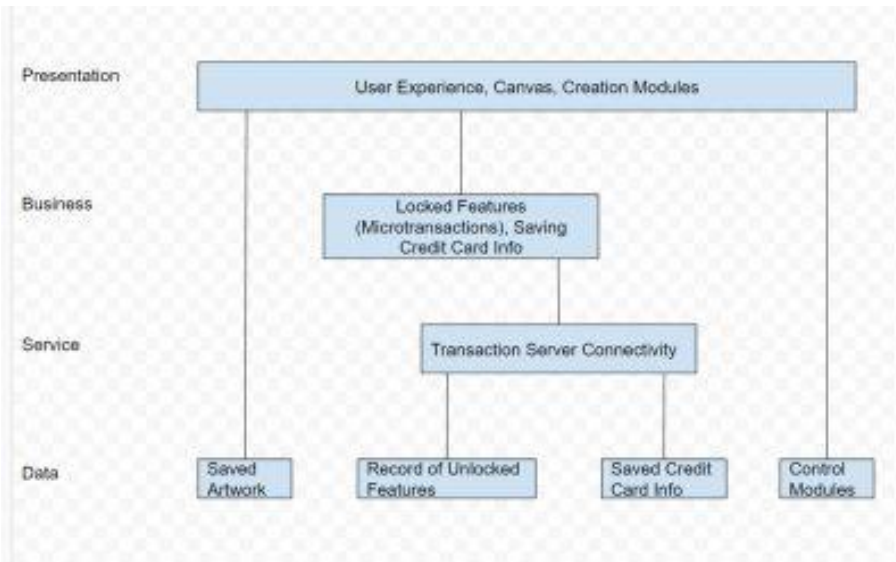 Presentation
User Experience, Canvas, Creation Modules
Business
Locked Features
(Microtransactions), Saving
Credit Card Info
Service
Transaction Server Connectivity
Data
Saved
Artwork
Record of Unlocked
Features
Saved Credit
Card Info
Control
Modules